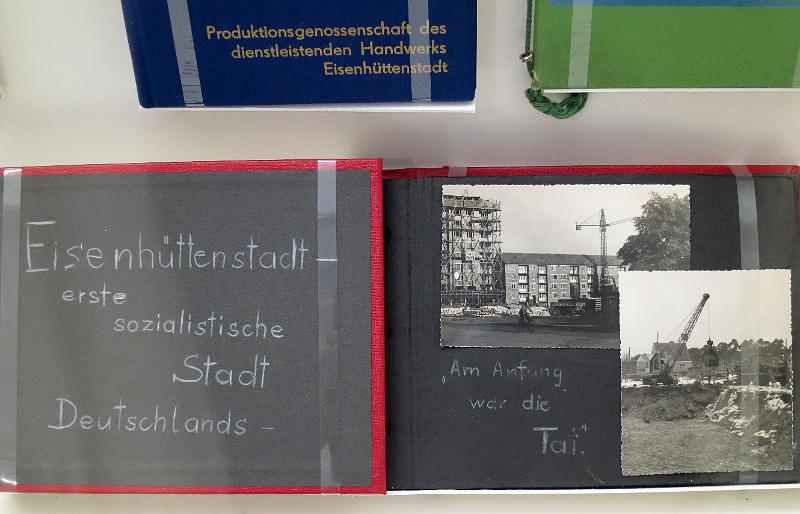 Produktionsgenossenschaft des
dienstleistenden Handwerks
Eisenhüttenstadt
Eisenhüttenstadt –
erste
sozialistische
Stadt
Deutschlands –
„Am Anfang
war die
Tat“.